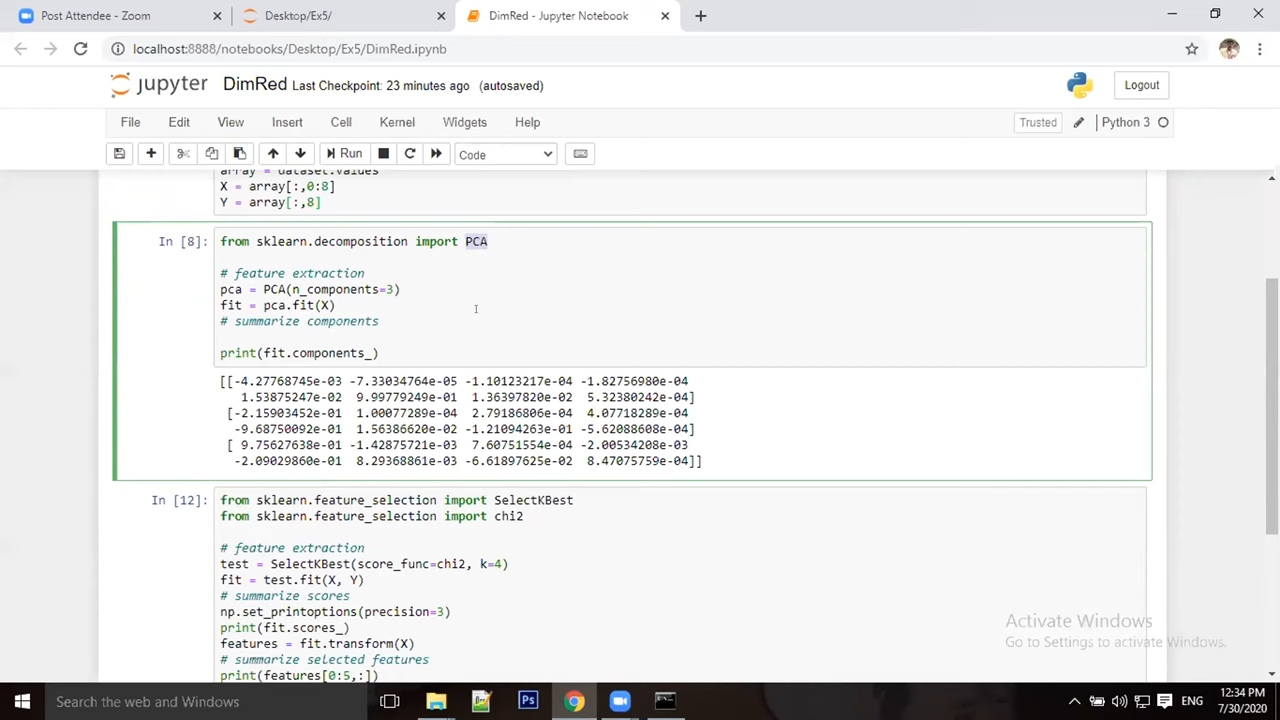 Post Attendee - Zoom
Desktop/Ex5/
DimRed - Jupyter Notebook
localhost:8888/notebooks/Desktop/Ex5/DimRed.ipynb
jupyter DimRed Last Checkpoint: 23 minutes ago (autosaved)
Logout
File Edit View Insert Cell Kernel Widgets Help
Trusted Python 3
Run Code
array = dataset.values
X = array[:,0:8]
Y = array[:,8]
In [8]: from sklearn.decomposition import PCA
# feature extraction
pca = PCA(n_components=3)
fit = pca.fit(X)
# summarize components
print(fit.components_)
[[-4.27768745e-03 -7.33034764e-05 -1.10123217e-04 -1.82756980e-04
1.53875247e-02 9.99779249e-01 1.36397820e-02 5.32380242e-04]
[-2.15903452e-01 1.00077289e-04 2.79186806e-04 4.07718289e-04
-9.68750092e-01 1.56386620e-02 -1.21094263e-01 -5.62088608e-04]
[ 9.75627638e-01 -1.42875721e-03 7.60751554e-04 -2.00534208e-03
-2.09029860e-01 8.29368861e-03 -6.61897625e-02 8.47075759e-04]]
In [12]: from sklearn.feature_selection import SelectKBest
from sklearn.feature_selection import chi2
# feature extraction
test = SelectKBest(score_func=chi2, k=4)
fit = test.fit(X, Y)
# summarize scores
np.set_printoptions(precision=3)
print(fit.scores_)
features = fit.transform(X)
# summarize selected features
print(features[0:5,:])
Activate Windows
Go to Settings to activate Windows.
Search the web and Windows
Ps
ENG
12:34 PM
7/30/2020